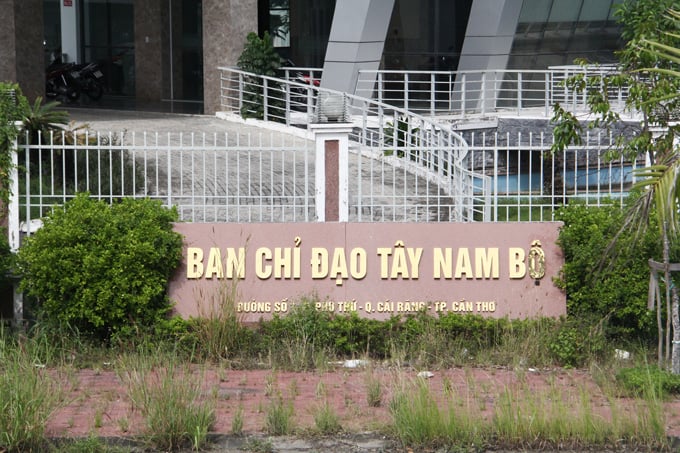 BAN CHỈ ĐẠO TÂY NAM BỘ
ĐƯỜNG SỐ PHÚ THỨ - Q. CÁI RĂNG - TP. CẦN THƠ